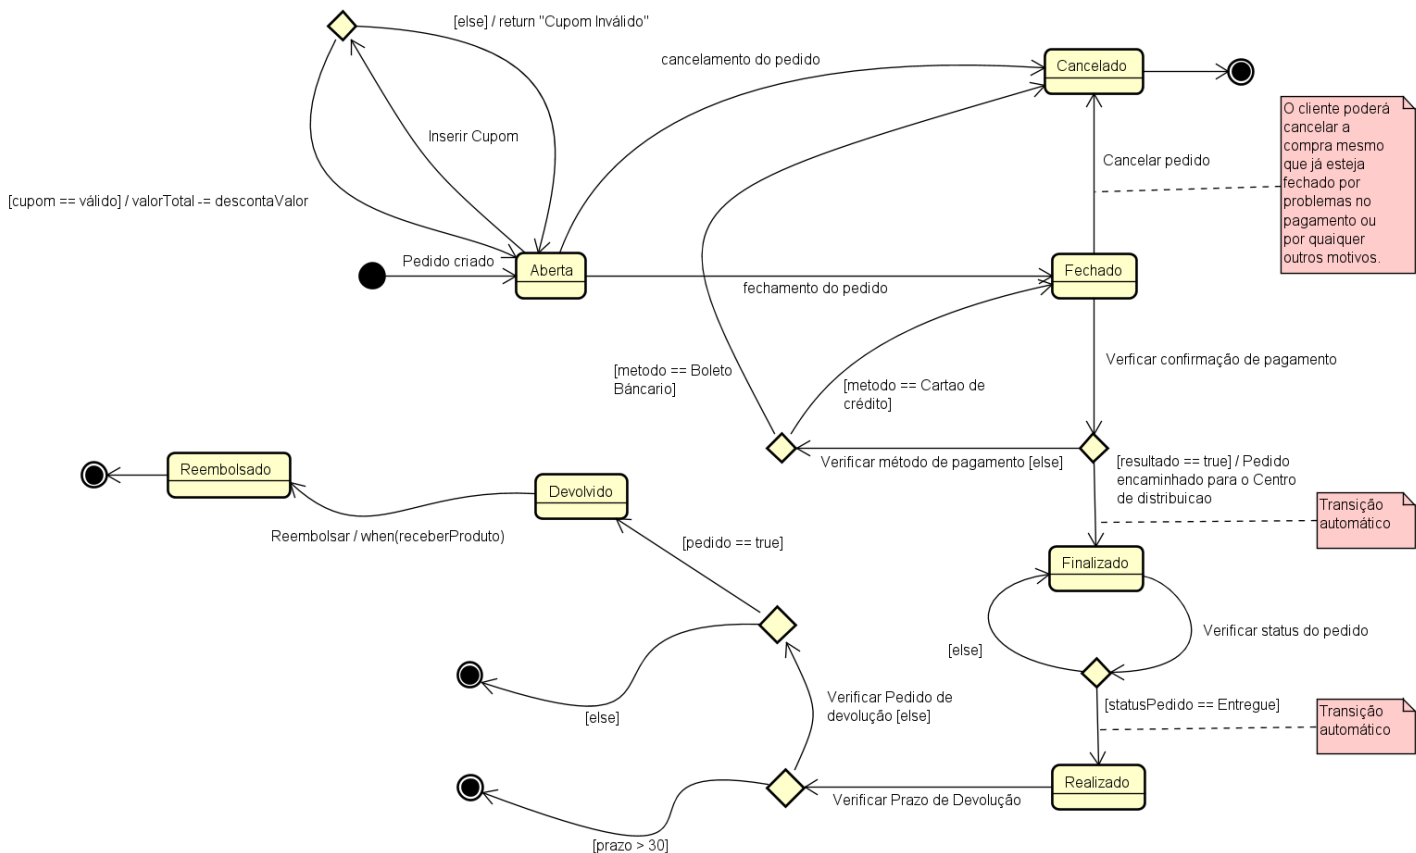 [else] / return "Cupom Inválido"
cancelamento do pedido
Cancelado
O cliente poderá
cancelar a
compra mesmo
que já esteja
fechado por
problemas no
pagamento ou
por quaiquer
outros motivos.
Inserir Cupom
Cancelar pedido
[cupom == válido] / valorTotal -= descontaValor
Pedido criado
Aberta
Fechado
fechamento do pedido
Verficar confirmação de pagamento
[metodo == Boleto
Báncario]
[metodo == Cartao de
crédito]
Verificar método de pagamento [else]
[resultado == true] / Pedido
encaminhado para o Centro
de distribuicao
Reembolsado
Devolvido
Transição
automático
Reembolsar / when(receberProduto)
[pedido == true]
Finalizado
Verificar status do pedido
[else]
[else]
Verificar Pedido de
devolução [else]
[statusPedido == Entregue]
Transição
automático
Realizado
Verificar Prazo de Devolução
[prazo > 30]